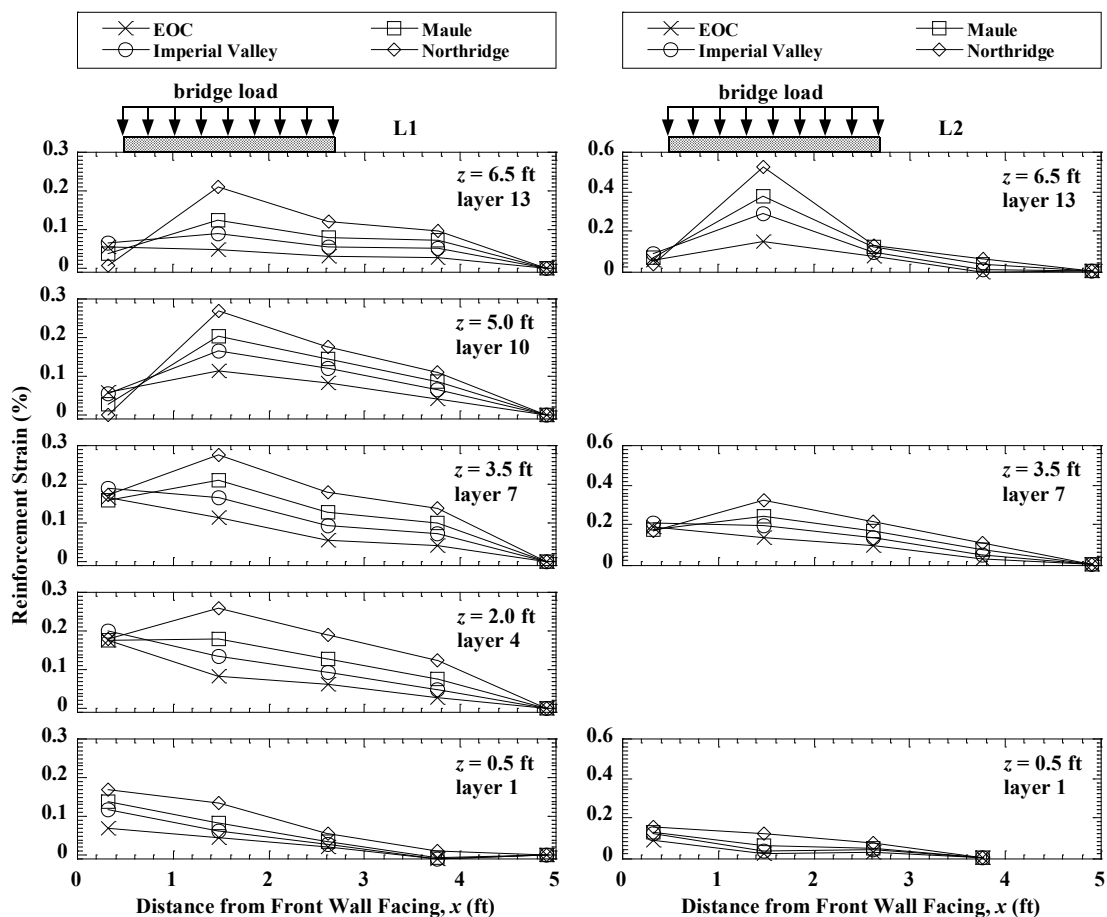 EOC
Maule
Imperial Valley
Northridge
bridge load
L1
0.3
z = 6.5 ft
0.2
layer 13
0.1
0
0.3
z = 5.0 ft
0.2
layer 10
0.1
0
0.3
z = 3.5 ft
0.2
layer 7
0.1
0
0.3
z = 2.0 ft
0.2
layer 4
0.1
0
0.3
z = 0.5 ft
0.2
layer 1
0.1
0
0 1 2 3 4 5
Distance from Front Wall Facing, x (ft)
Reinforcement Strain (%)
EOC
Maule
Imperial Valley
Northridge
bridge load
L2
0.6
z = 6.5 ft
0.4
layer 13
0.2
0
0.6
z = 3.5 ft
0.4
layer 7
0.2
0
0.6
z = 0.5 ft
0.4
layer 1
0.2
0
0 1 2 3 4 5
Distance from Front Wall Facing, x (ft)